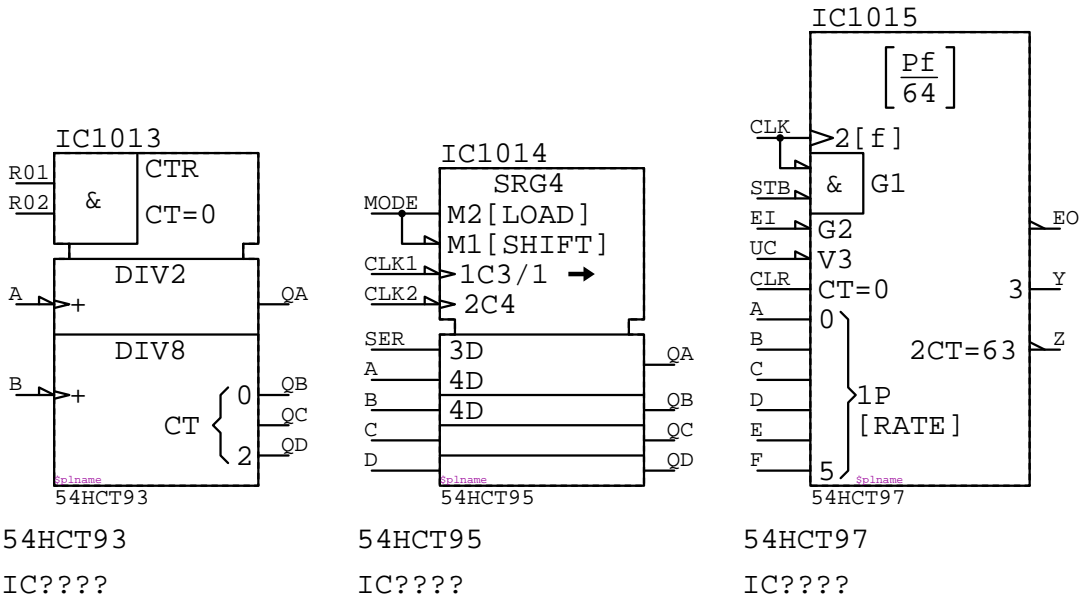 IC1013
R01
R02
&
CTR
CT=0
DIV2
A
+
QA
DIV8
B
+
CT
0
2
QB
QC
QD
$plname
54HCT93
54HCT93
IC????
IC1014
SRG4
MODE
M2[LOAD]
M1[SHIFT]
CLK1
1C3/1
CLK2
2C4
SER
3D
QA
A
4D
B
4D
QB
C
QC
D
QD
$plname
54HCT95
54HCT95
IC????
IC1015
[Pf
64]
CLK
2[f]
&
G1
STB
EI
G2
EO
UC
V3
CLR
CT=0
3
Y
A
0
B
2CT=63
Z
C
D
1P
E
[RATE]
F
5
$plname
54HCT97
54HCT97
IC????